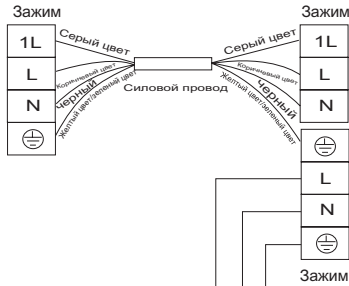 Зажим
Зажим
1L
Серый цвет
Серый цвет
1L
L
Коричневый цвет
Коричневый цвет
L
N
черный
Силовой провод
черный
N
Желтый цвет/зеленый цвет
Желтый цвет/зеленый цвет
L
N
Зажим